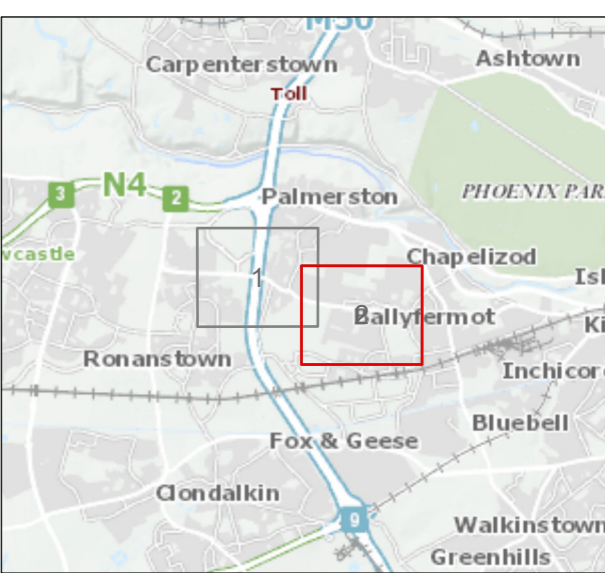 M50
Carpenterstown
Ashtown
Toll
3
N4
2
Palmerston
PHOENIX PAR
wcastle
Chapelizod
Isl
1
2
Ballyfermot
Ki
Ronanstown
Inchicor
Bluebell
Fox & Geese
Clondalkin
9
Walkinstown
Greenhills